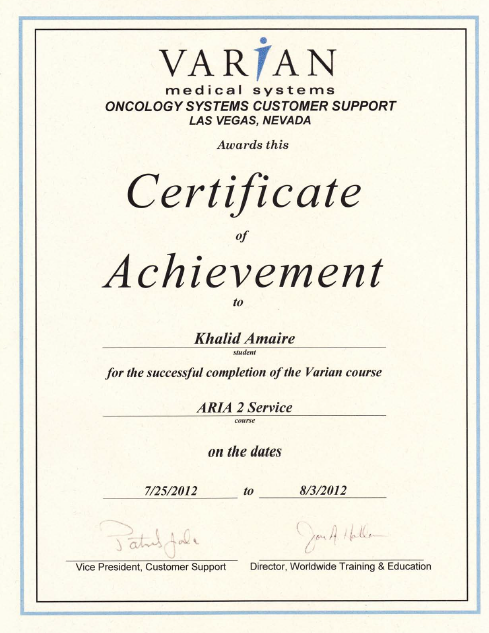 VARIAN
medical systems
ONCOLOGY SYSTEMS CUSTOMER SUPPORT
LAS VEGAS, NEVADA
Awards this
Certificate
of
Achievement
to
Khalid Amaire
student
for the successful completion of the Varian course
ARIA 2 Service
course
on the dates
7/25/2012 to 8/3/2012
Vice President, Customer Support Director, Worldwide Training & Education